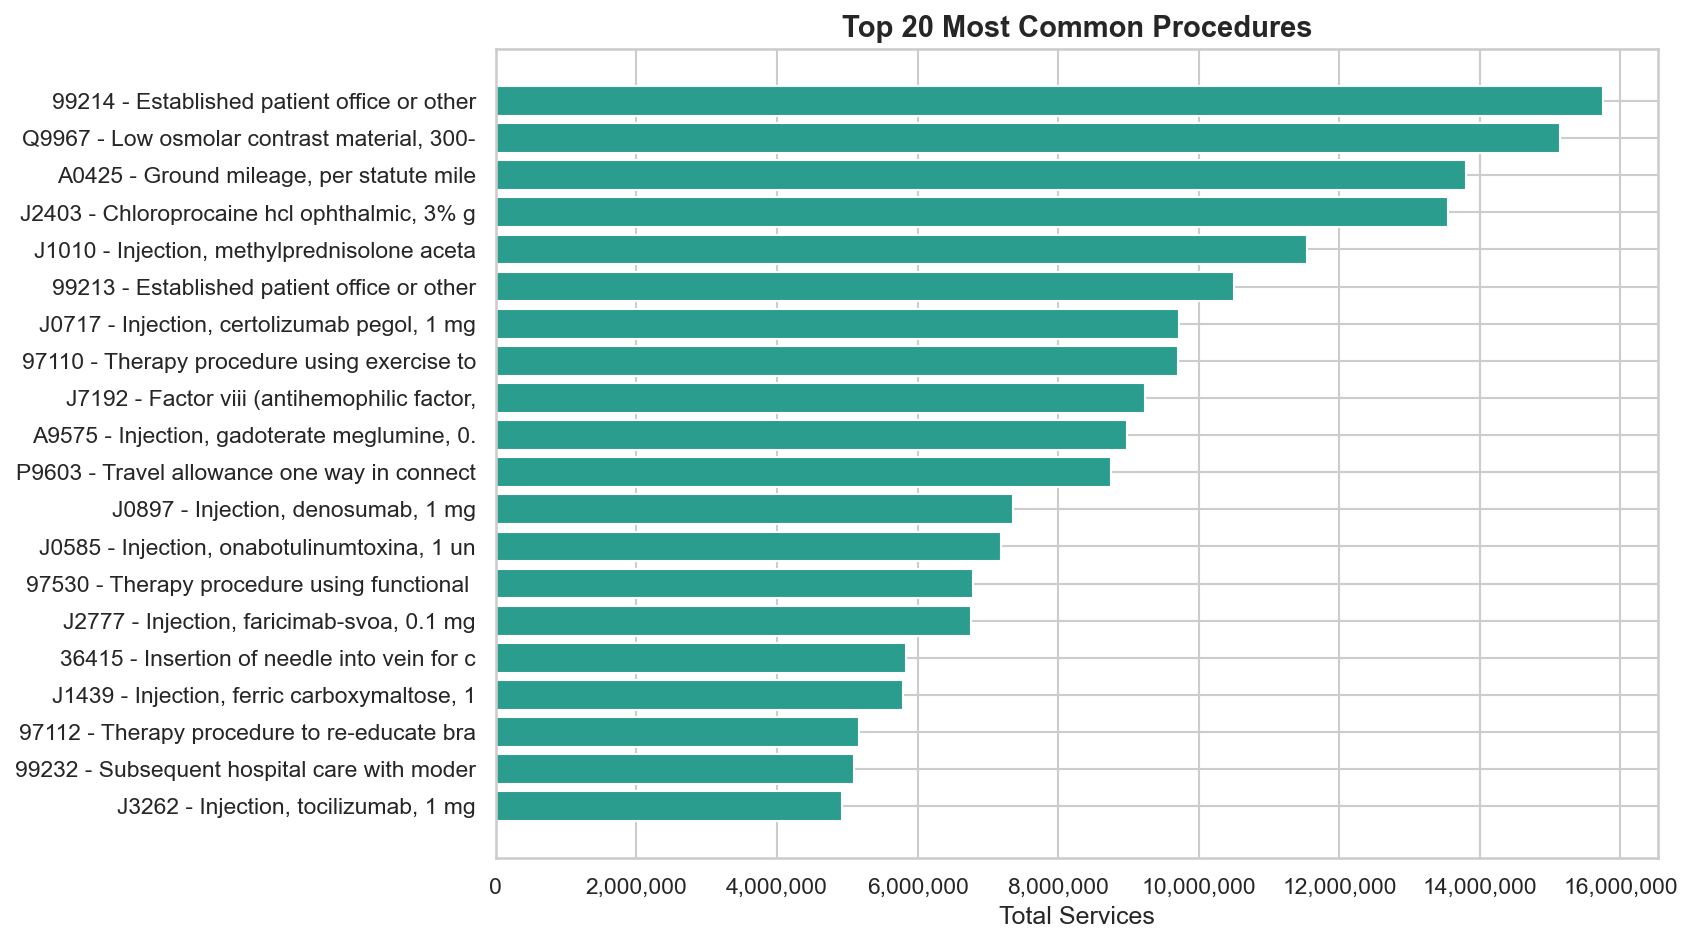 Top 20 Most Common Procedures
99214 - Established patient office or other
Q9967 - Low osmolar contrast material, 300-
A0425 - Ground mileage, per statute mile
J2403 - Chloroprocaine hcl ophthalmic, 3% g
J1010 - Injection, methylprednisolone aceta
99213 - Established patient office or other
J0717 - Injection, certolizumab pegol, 1 mg
97110 - Therapy procedure using exercise to
J7192 - Factor viii (antihemophilic factor,
A9575 - Injection, gadoterate meglumine, 0.
P9603 - Travel allowance one way in connect
J0897 - Injection, denosumab, 1 mg
J0585 - Injection, onabotulinumtoxina, 1 un
97530 - Therapy procedure using functional
J2777 - Injection, faricimab-svoa, 0.1 mg
36415 - Insertion of needle into vein for c
J1439 - Injection, ferric carboxymaltose, 1
97112 - Therapy procedure to re-educate bra
99232 - Subsequent hospital care with moder
J3262 - Injection, tocilizumab, 1 mg
0 2,000,000 4,000,000 6,000,000 8,000,000 10,000,000 12,000,000 14,000,000 16,000,000
Total Services